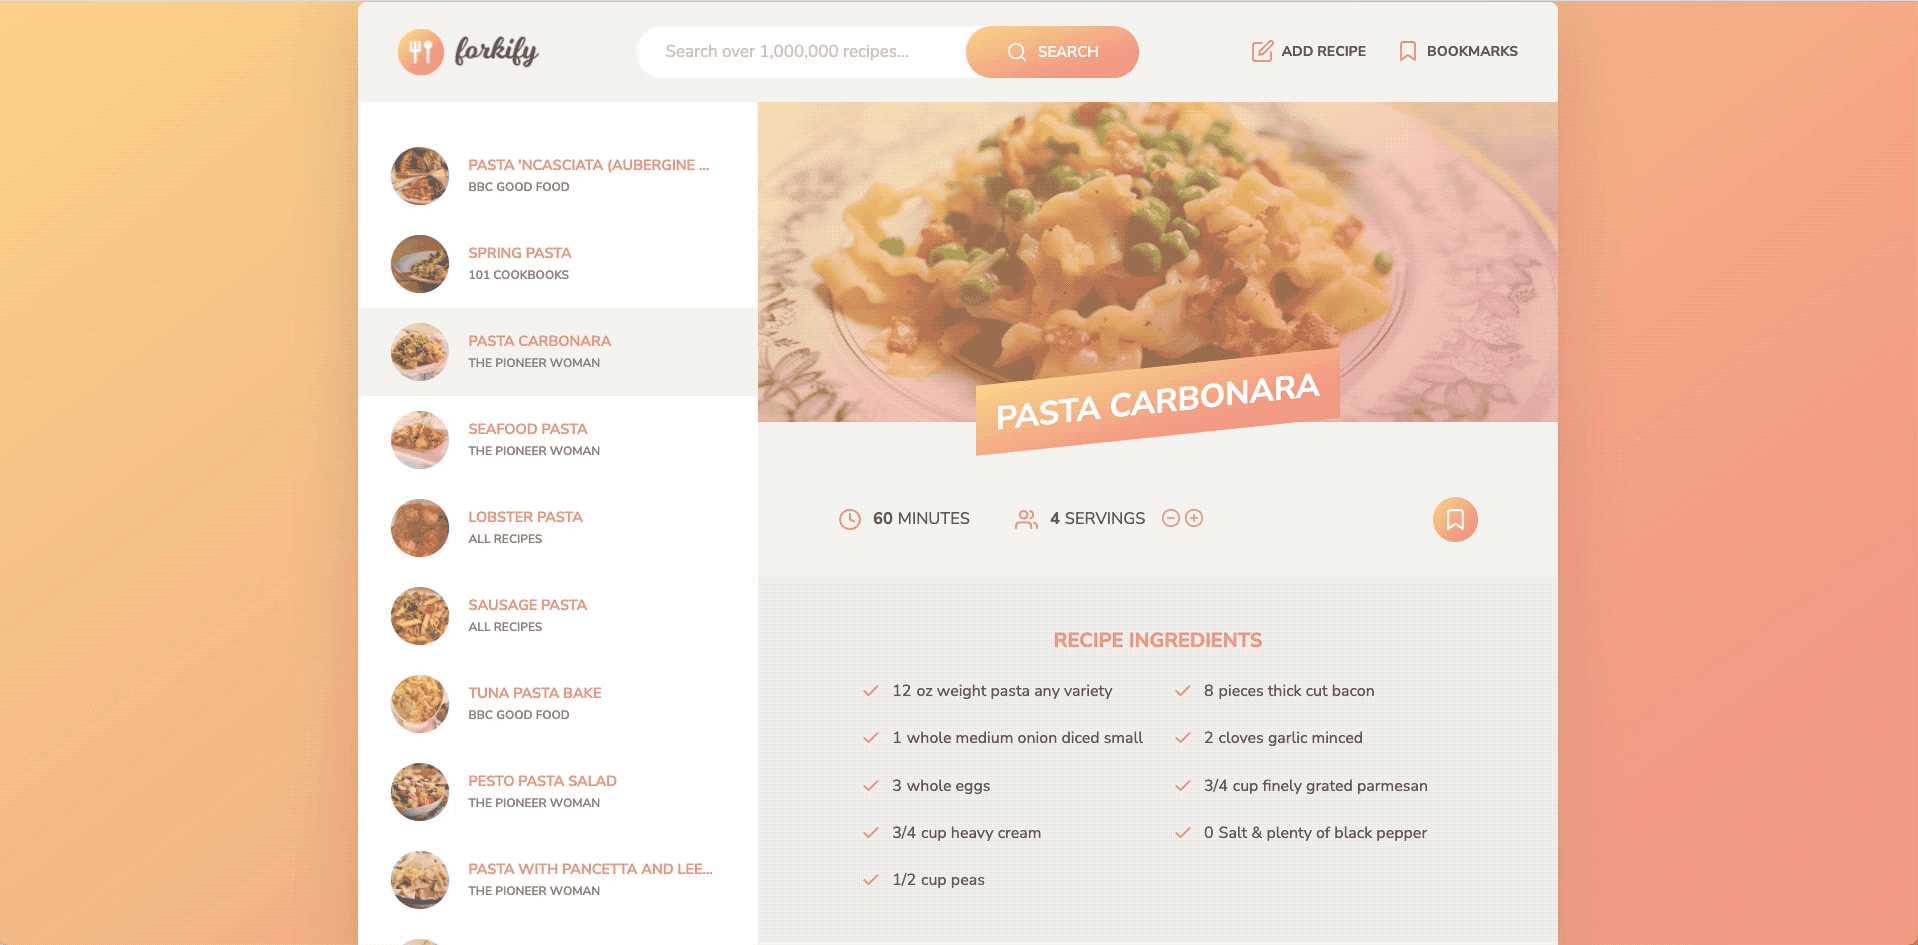 forkify
Search over 1,000,000 recipes...
SEARCH
ADD RECIPE
BOOKMARKS
PASTA 'NCASCIATA (AUBERGINE ...
BBC GOOD FOOD
SPRING PASTA
101 COOKBOOKS
PASTA CARBONARA
THE PIONEER WOMAN
SEAFOOD PASTA
THE PIONEER WOMAN
LOBSTER PASTA
ALL RECIPES
SAUSAGE PASTA
ALL RECIPES
TUNA PASTA BAKE
BBC GOOD FOOD
PESTO PASTA SALAD
THE PIONEER WOMAN
PASTA WITH PANCETTA AND LEE...
THE PIONEER WOMAN
PASTA CARBONARA
60 MINUTES
4 SERVINGS
RECIPE INGREDIENTS
12 oz weight pasta any variety
8 pieces thick cut bacon
1 whole medium onion diced small
2 cloves garlic minced
3 whole eggs
3/4 cup finely grated parmesan
3/4 cup heavy cream
0 Salt & plenty of black pepper
1/2 cup peas